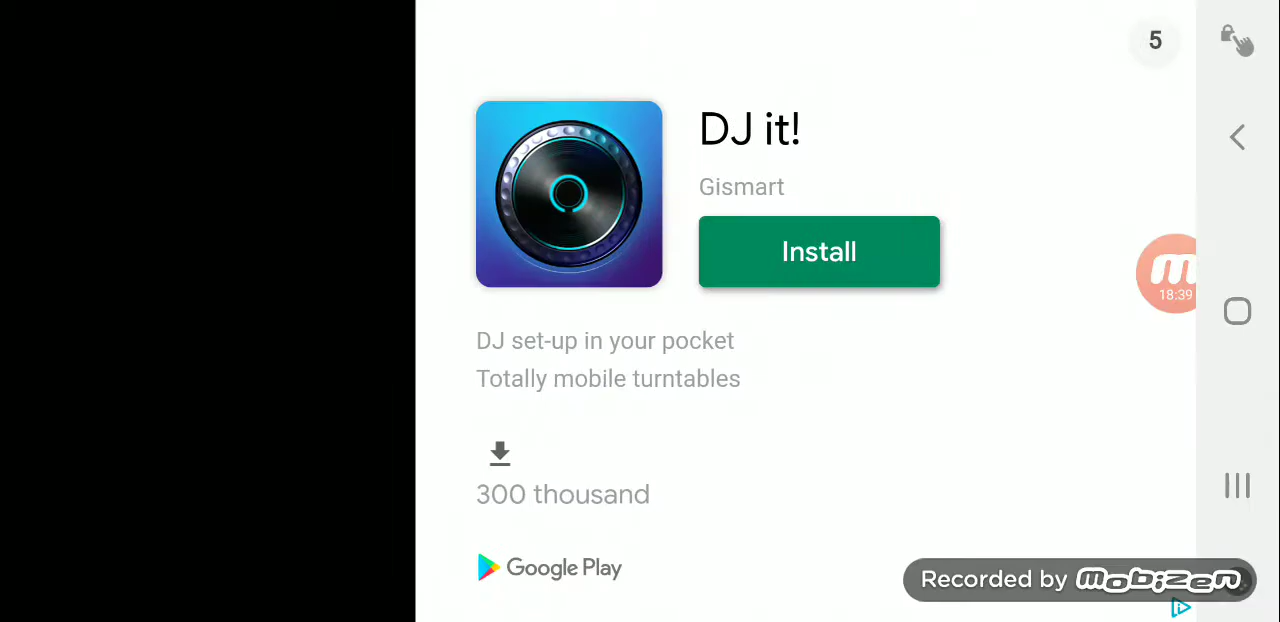 5
DJ it!
Gismart
Install
18:39
DJ set-up in your pocket
Totally mobile turntables
300 thousand
Google Play
Recorded by mobizen